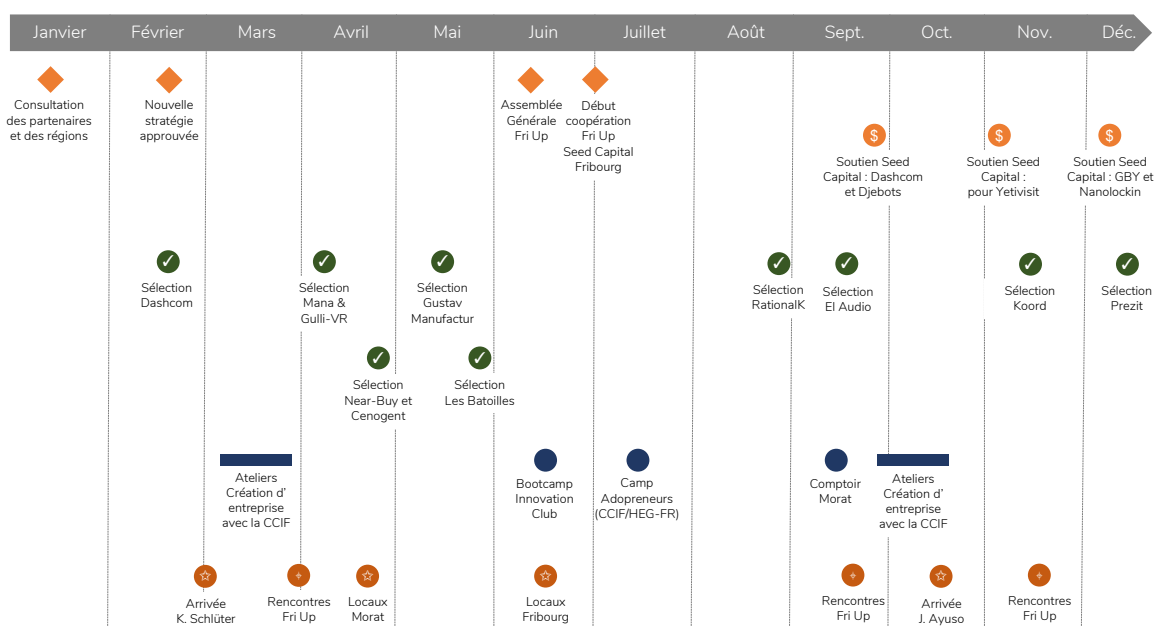 Janvier
Février
Mars
Avril
Mai
Juin
Juillet
Août
Sept.
Oct.
Nov.
Déc.
Consultation
des partenaires
et des régions
Nouvelle
stratégie
approuvée
Assemblée
Générale
Fri Up
Début
coopération
Fri Up
Seed Capital
Fribourg
$
Soutien Seed
Capital : Dashcom
et Djebots
$
Soutien Seed
Capital :
pour Yetivisit
$
Soutien Seed
Capital : GBY et
Nanolockin
Sélection
Dashcom
Sélection
Mana &
Gulli-VR
Sélection
Gustav
Manufactur
Sélection
RationalK
Sélection
El Audio
Sélection
Koord
Sélection
Prezit
Sélection
Near-Buy et
Cenogent
Sélection
Les Batoilles
Ateliers
Création d’
entreprise
avec la CCIF
Bootcamp
Innovation
Club
Camp
Adopreneurs
(CCIF/HEG-FR)
Comptoir
Morat
Ateliers
Création d’
entreprise
avec la CCIF
Arrivée
K. Schlüter
Rencontres
Fri Up
Locaux
Morat
Locaux
Fribourg
Rencontres
Fri Up
Arrivée
J. Ayuso
Rencontres
Fri Up